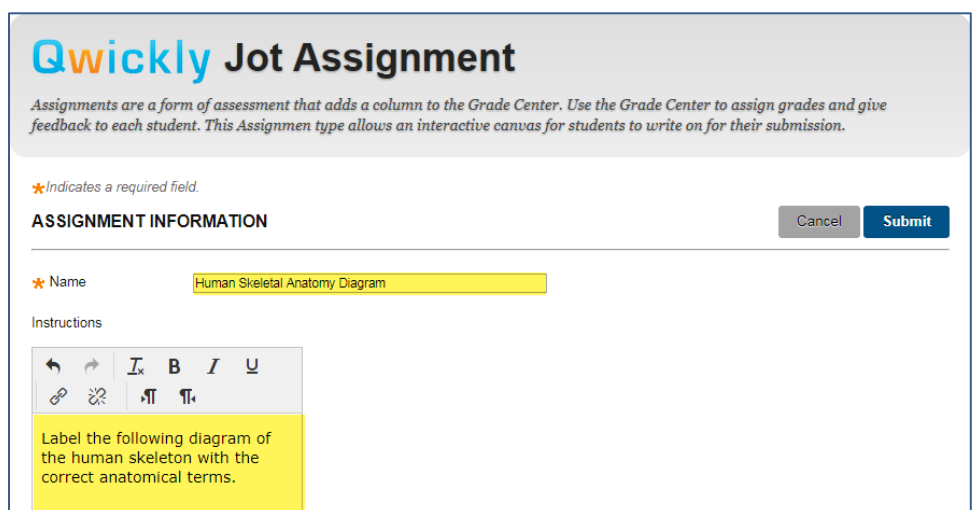 Qwickly Jot Assignment
Assignments are a form of assessment that adds a column to the Grade Center. Use the Grade Center to assign grades and give
feedback to each student. This Assignmen type allows an interactive canvas for students to write on for their submission.
*Indicates a required field.
ASSIGNMENT INFORMATION
Cancel
Submit
* Name
Human Skeletal Anatomy Diagram
Instructions
Label the following diagram of
the human skeleton with the
correct anatomical terms.